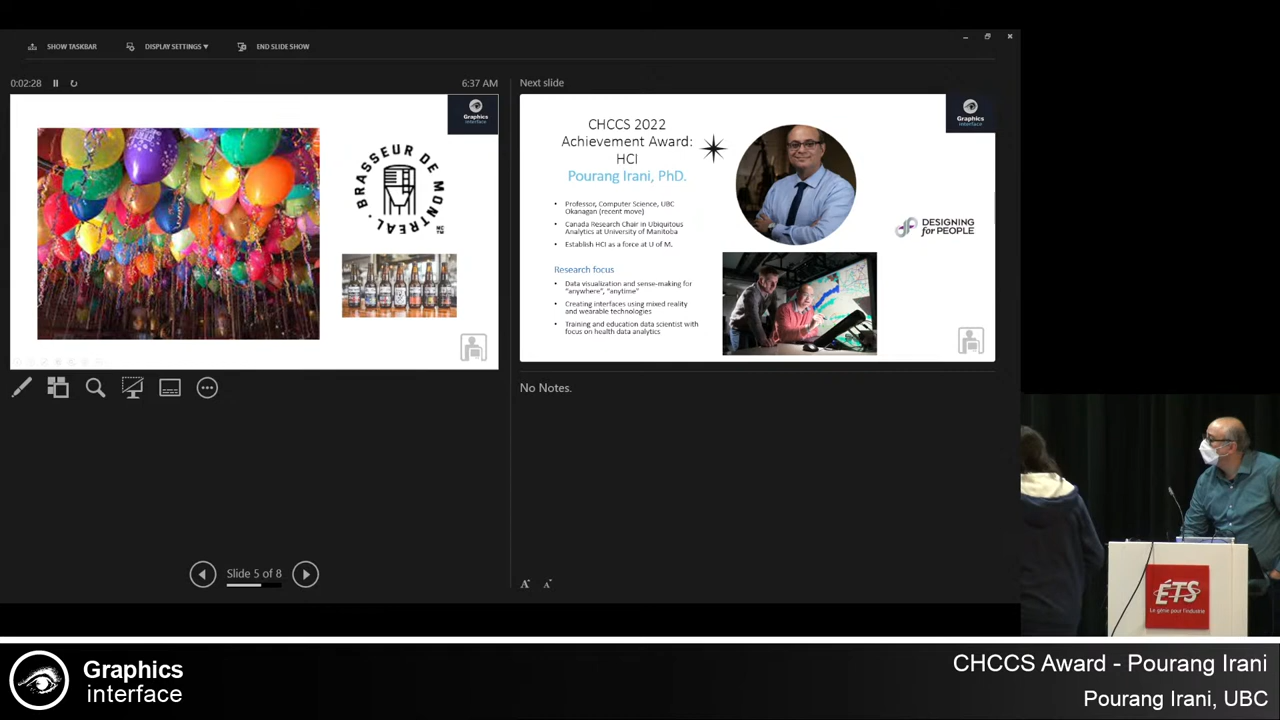 SHOW TASKBAR
DISPLAY SETTINGS ▾
END SLIDE SHOW
0:02:28
6:37 AM
Graphics
interface
BRASSEUR DE MONTREAL
MC
TM
Slide 5 of 8
Next slide
CHCCS 2022
Achievement Award:
HCI
Pourang Irani, PhD.
• Professor, Computer Science, UBC
Okanagan (recent move)
• Canada Research Chair in Ubiquitous
Analytics at University of Manitoba
• Establish HCI as a force at U of M.
Research focus
• Data visualization and sense-making for
"anywhere", "anytime"
• Creating interfaces using mixed reality
and wearable technologies
• Training and education data scientist with
focus on health data analytics
Graphics
interface
DESIGNING
for PEOPLE
No Notes.
A A
ÉTS
Le génie pour l'industrie
Graphics
interface
CHCCS Award - Pourang Irani
Pourang Irani, UBC